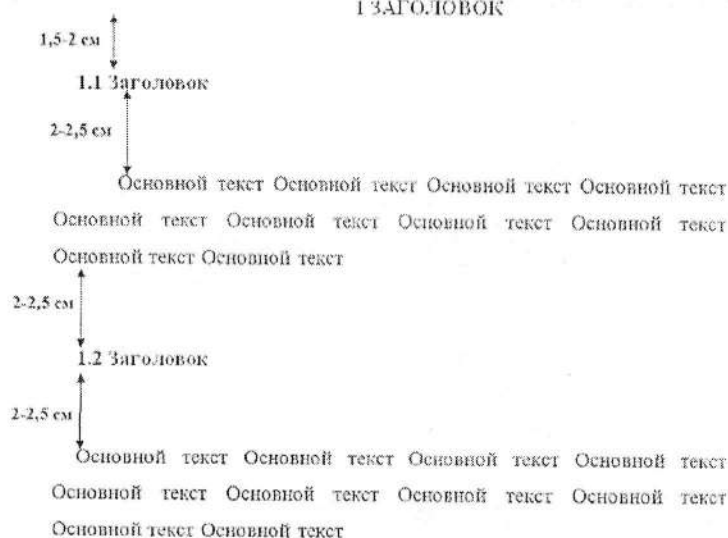 1 ЗАГОЛОВОК
1,5-2 см
1.1 Заголовок
2-2,5 см
Основной текст Основной текст Основной текст Основной текст
Основной текст Основной текст Основной текст Основной текст
Основной текст Основной текст
2-2,5 см
1.2 Заголовок
2-2,5 см
Основной текст Основной текст Основной текст Основной текст
Основной текст Основной текст Основной текст Основной текст
Основной текст Основной текст